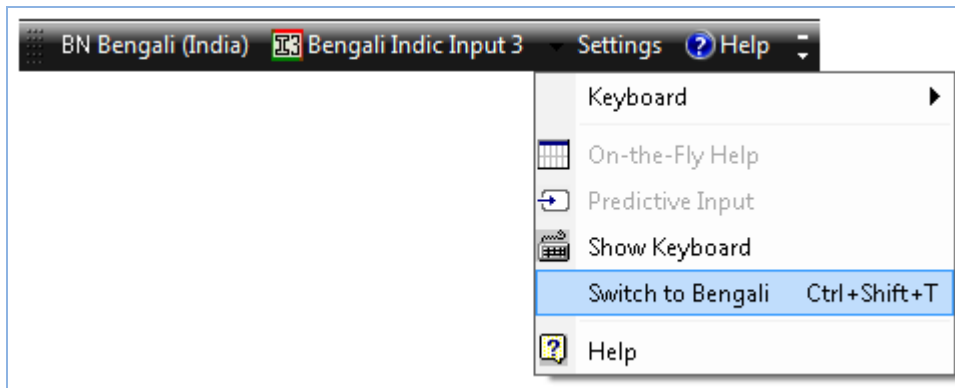 BN Bengali (India) II3 Bengali Indic Input 3 Settings ? Help
Keyboard
On-the-Fly Help
Predictive Input
Show Keyboard
Switch to Bengali Ctrl+Shift+T
? Help